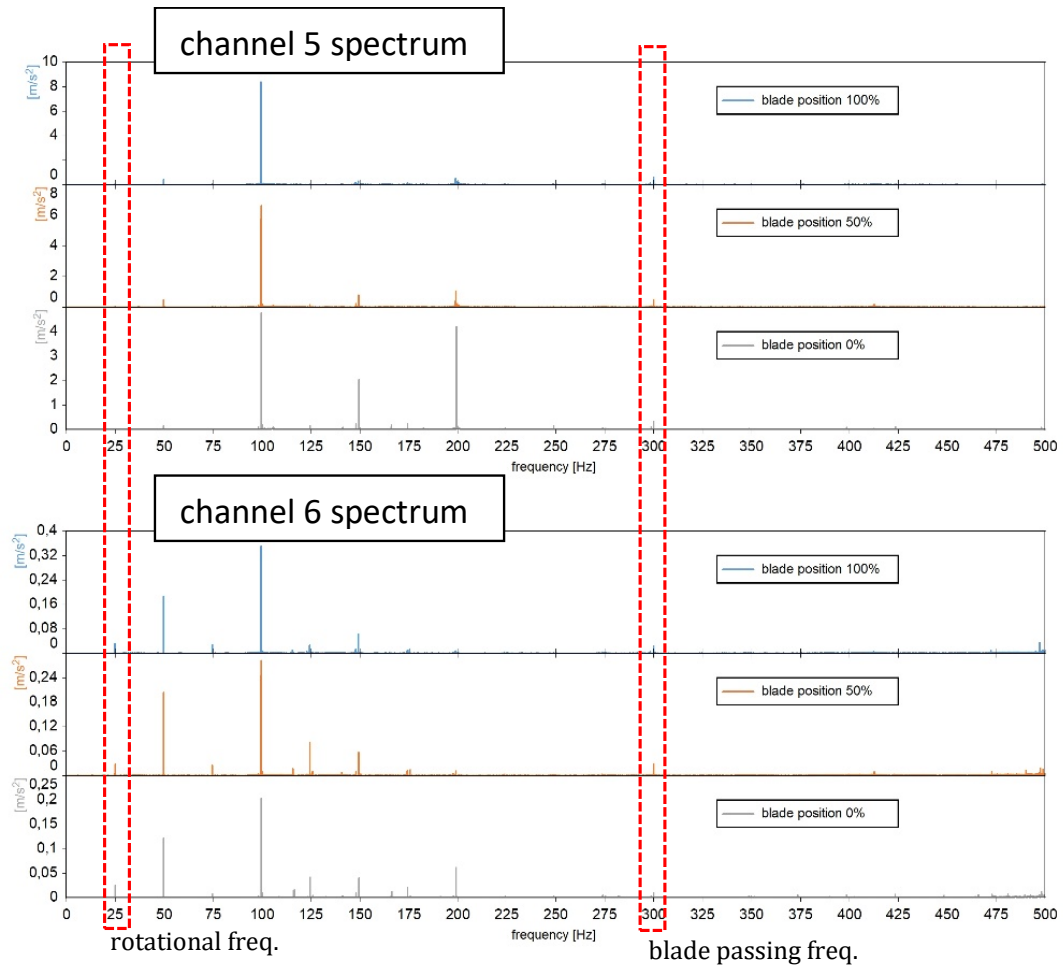 channel 5 spectrum
[m/s²]
10
8
6
4
2
0
blade position 100%
[m/s²]
8
6
4
2
0
blade position 50%
[m/s²]
4
3
2
1
0
blade position 0%
0 25 50 75 100 125 150 175 200 225 250 275 300 325 350 375 400 425 450 475 500
frequency [Hz]
channel 6 spectrum
[m/s²]
0,4
0,32
0,24
0,16
0,08
0
blade position 100%
[m/s²]
0,24
0,18
0,12
0,06
0
blade position 50%
[m/s²]
0,25
0,2
0,15
0,1
0,05
0
blade position 0%
0 25 50 75 100 125 150 175 200 225 250 275 300 325 350 375 400 425 450 475 500
frequency [Hz]
rotational freq.
blade passing freq.